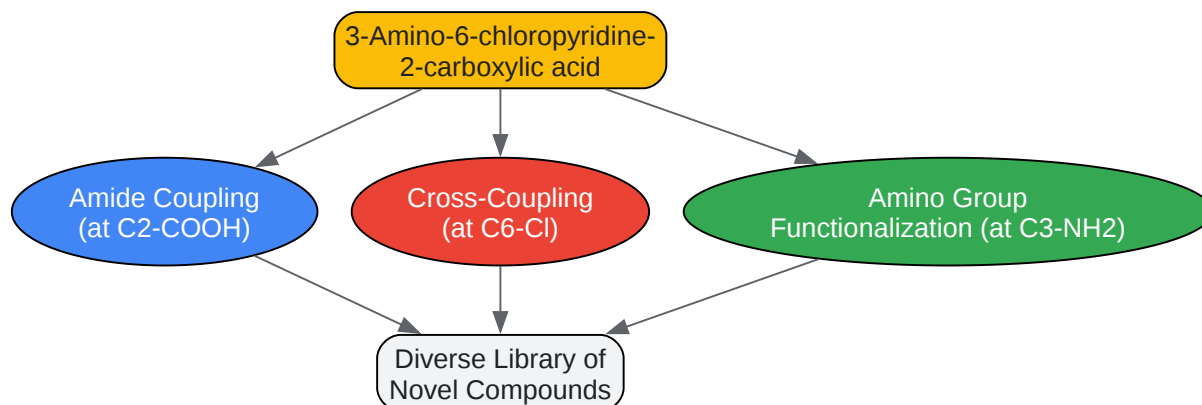 3-Amino-6-chloropyridine-
2-carboxylic acid
Amide Coupling
(at C2-COOH)
Cross-Coupling
(at C6-Cl)
Amino Group
Functionalization (at C3-NH2)
Diverse Library of
Novel Compounds